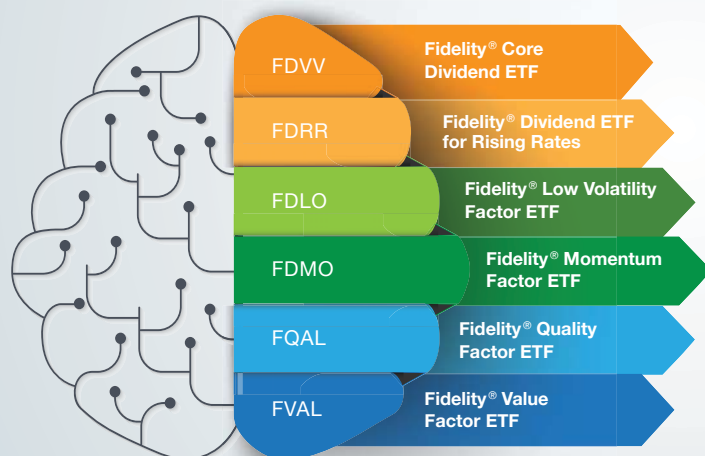 FDVV
Fidelity® Core
Dividend ETF
FDRR
Fidelity® Dividend ETF
for Rising Rates
FDLO
Fidelity® Low Volatility
Factor ETF
FDMO
Fidelity® Momentum
Factor ETF
FQAL
Fidelity® Quality
Factor ETF
FVAL
Fidelity® Value
Factor ETF